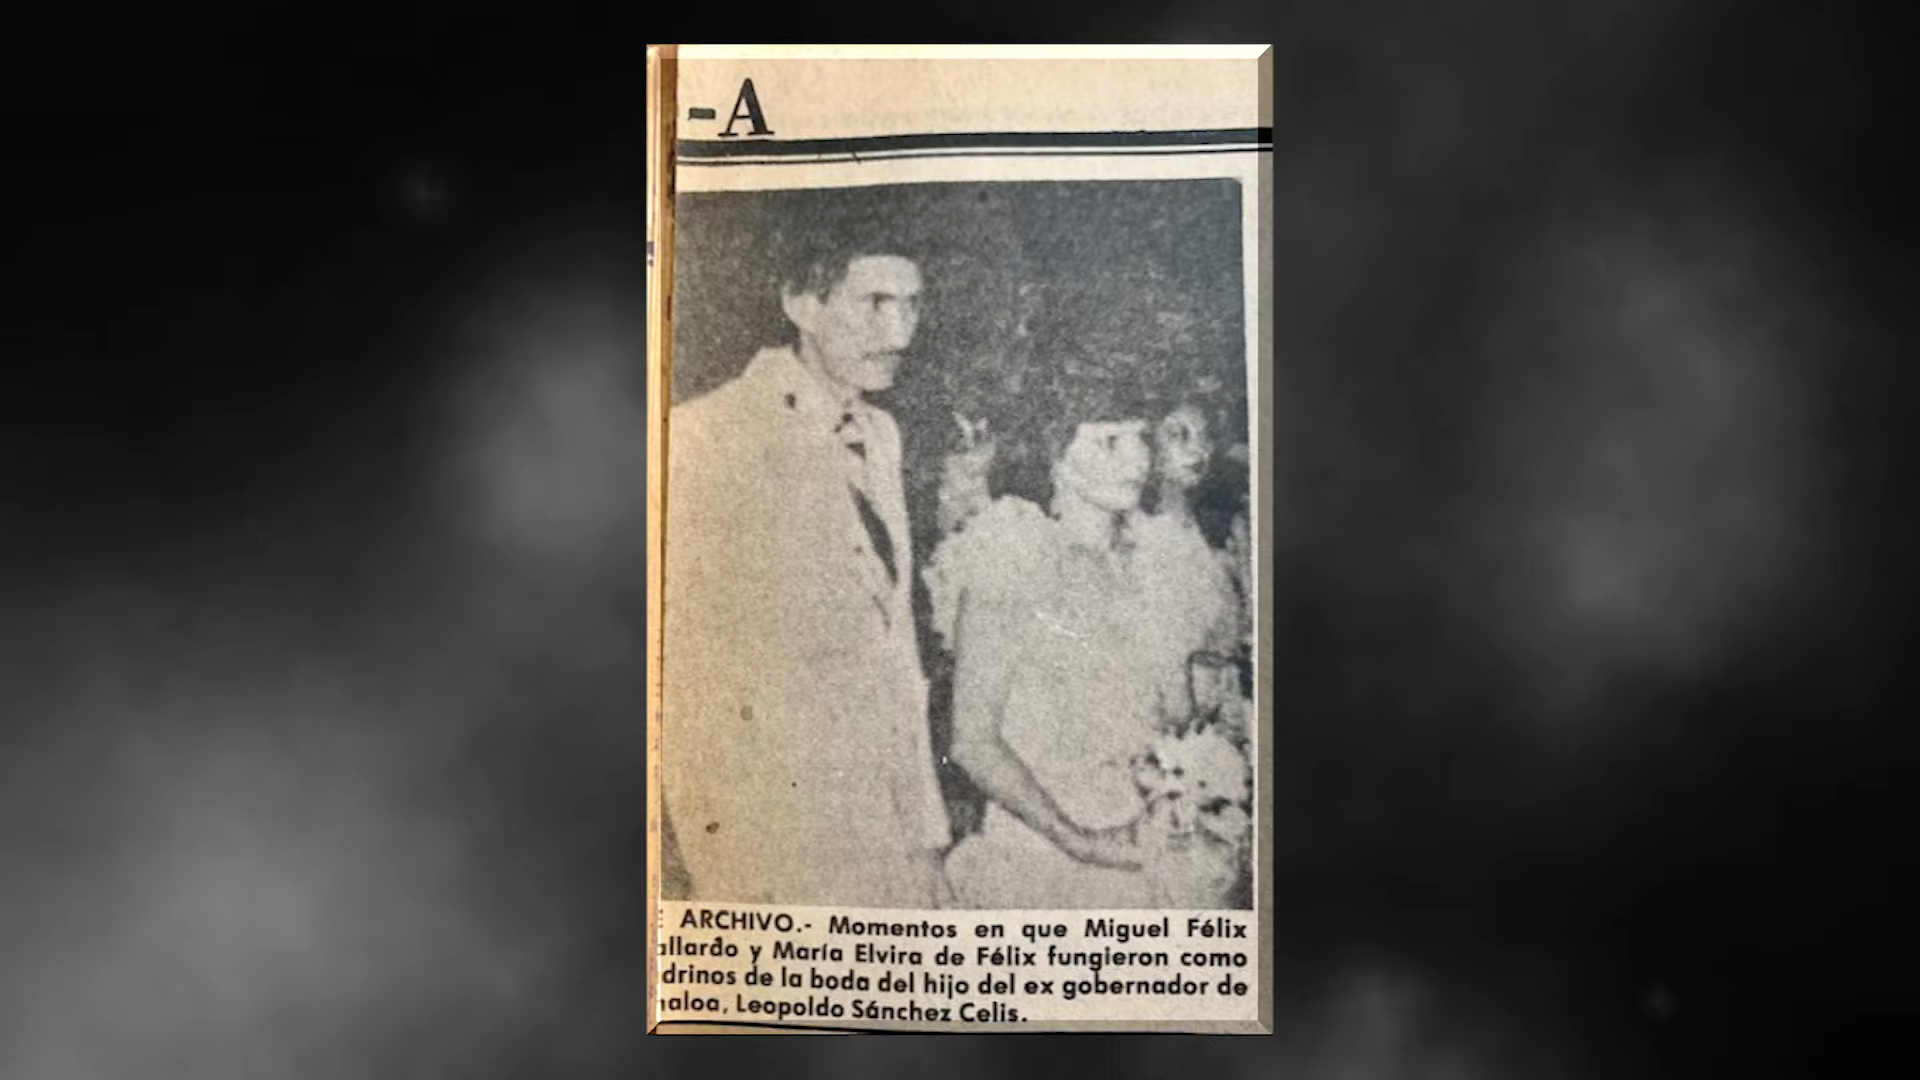 -A
ARCHIVO.- Momentos en que Miguel Félix
allardo y María Elvira de Félix fungieron como
drinos de la boda del hijo del ex gobernador de
aloa, Leopoldo Sánchez Celis.